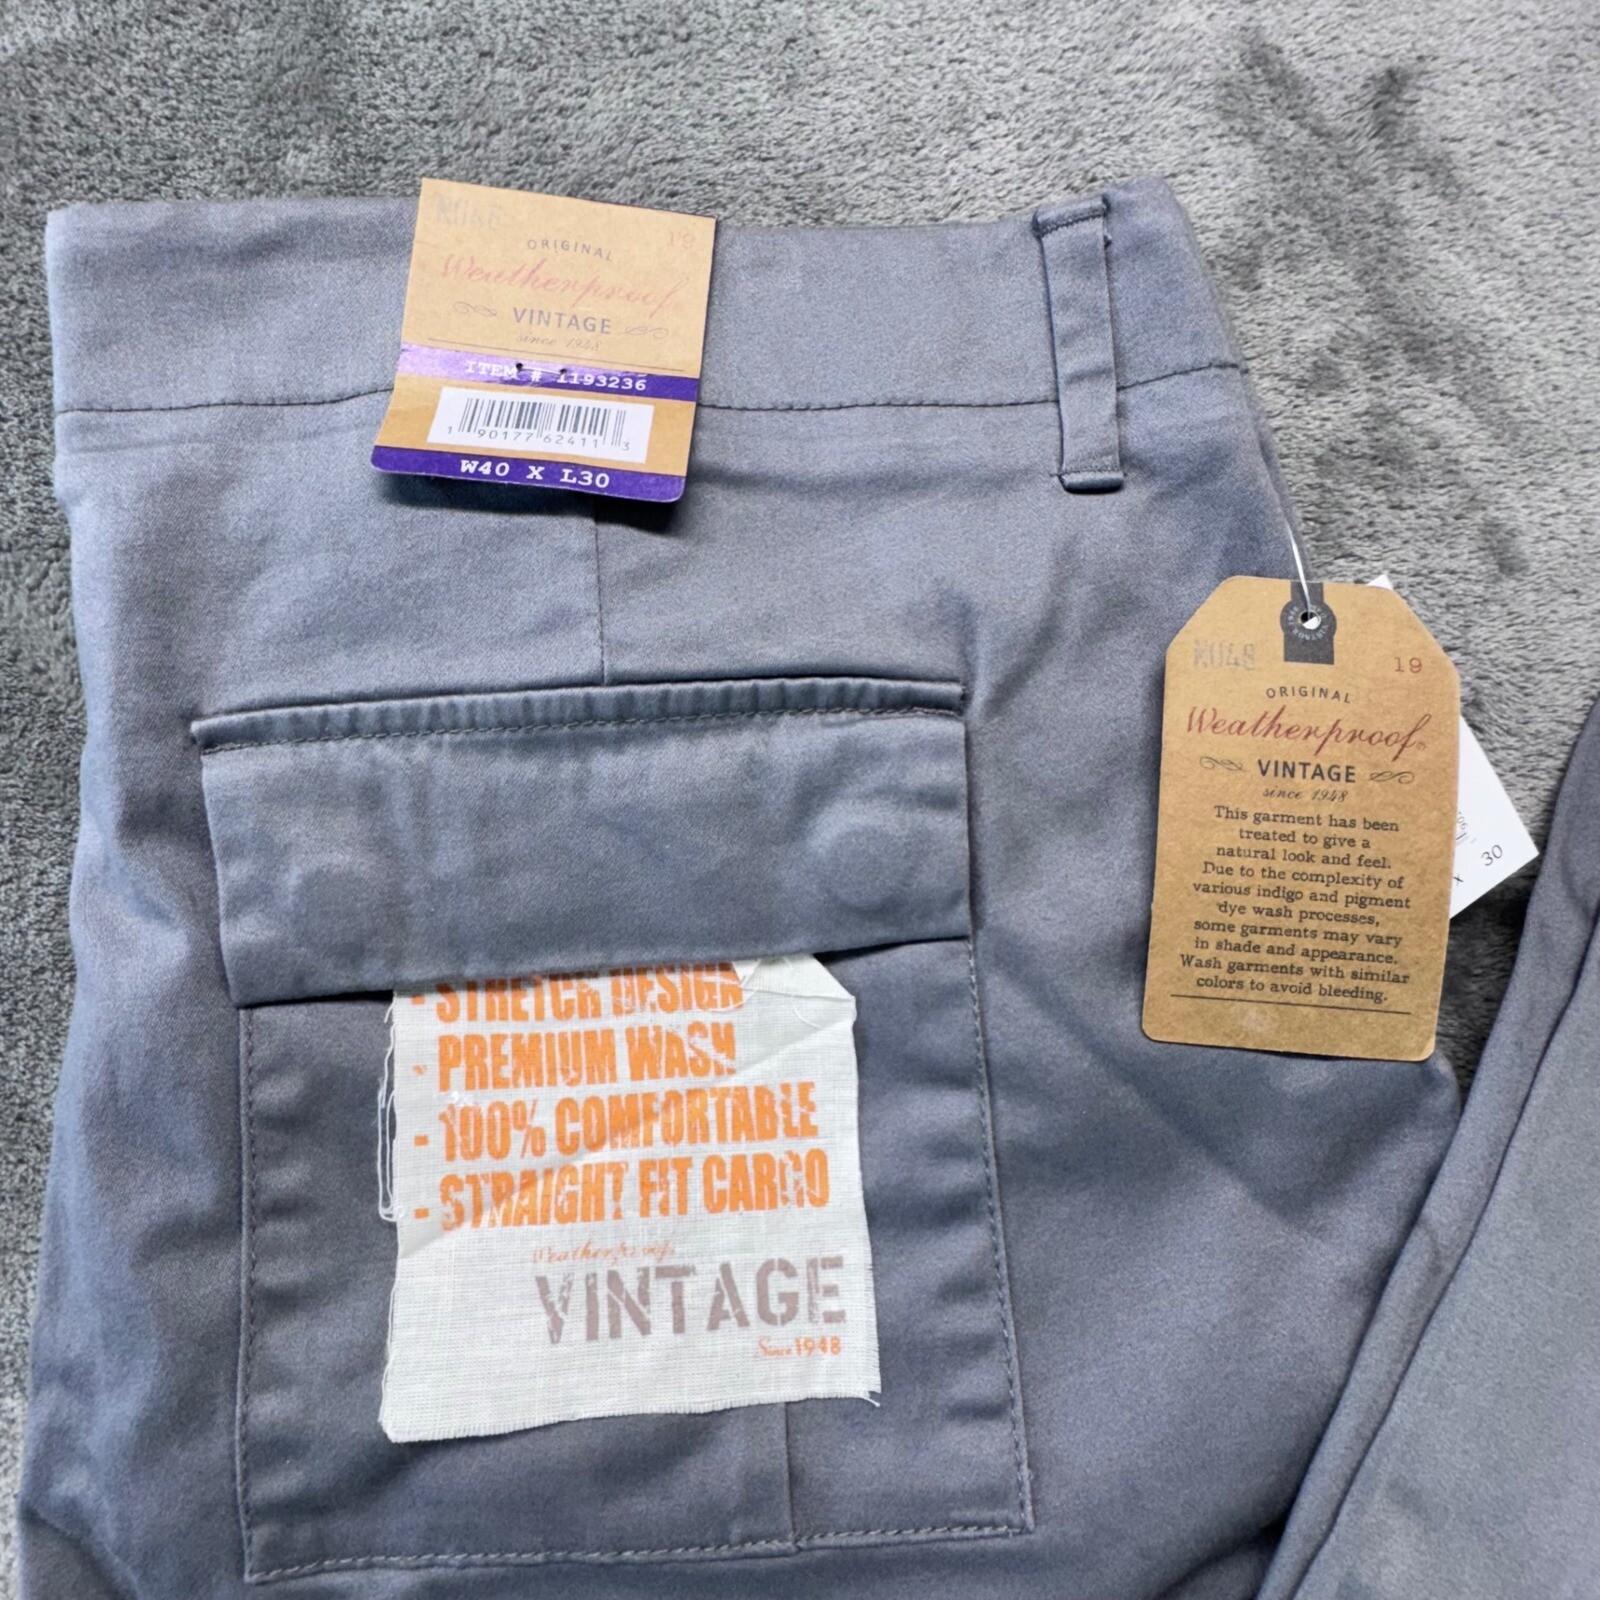 19
ORIGINAL
Weatherproof
VINTAGE
since 1948
ITEM # 1193236
1 90177 62411 3
W40 X L30
19
ORIGINAL
Weatherproof®
VINTAGE
since 1948
This garment has been
treated to give a
natural look and feel.
Due to the complexity of
various indigo and pigment
dye wash processes,
some garments may vary
in shade and appearance.
Wash garments with similar
colors to avoid bleeding.
x 30
- STRETCH DESIGN
- PREMIUM WASH
- 100% COMFORTABLE
- STRAIGHT FIT CARGO
Weatherproof
VINTAGE
Since 1948